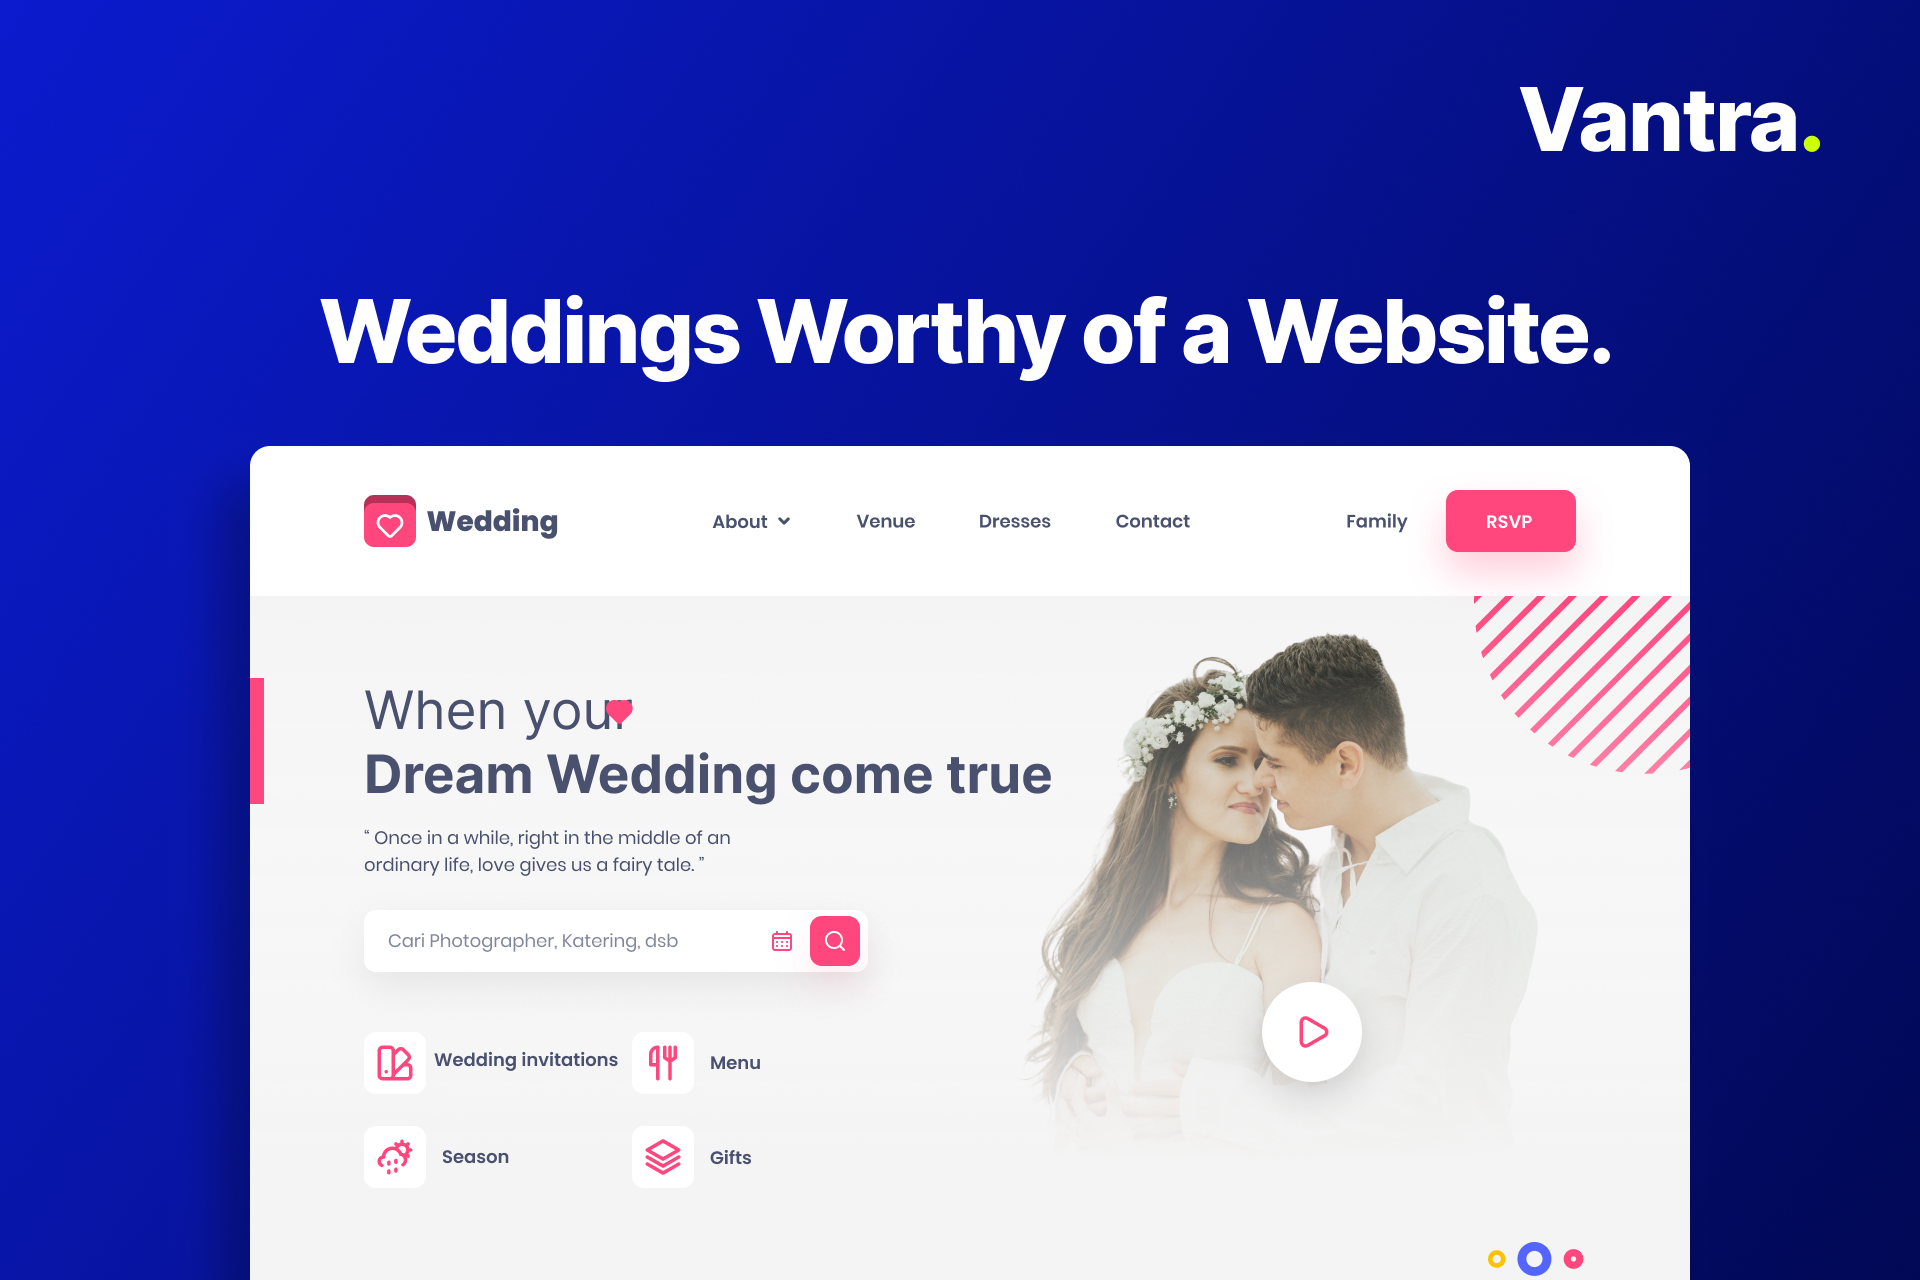 Vantra.
Weddings Worthy of a Website.
Wedding
About
Venue
Dresses
Contact
Family
RSVP
When your
Dream Wedding come true
“ Once in a while, right in the middle of an
ordinary life, love gives us a fairy tale. ”
Cari Photographer, Katering, dsb
Wedding invitations
Menu
Season
Gifts